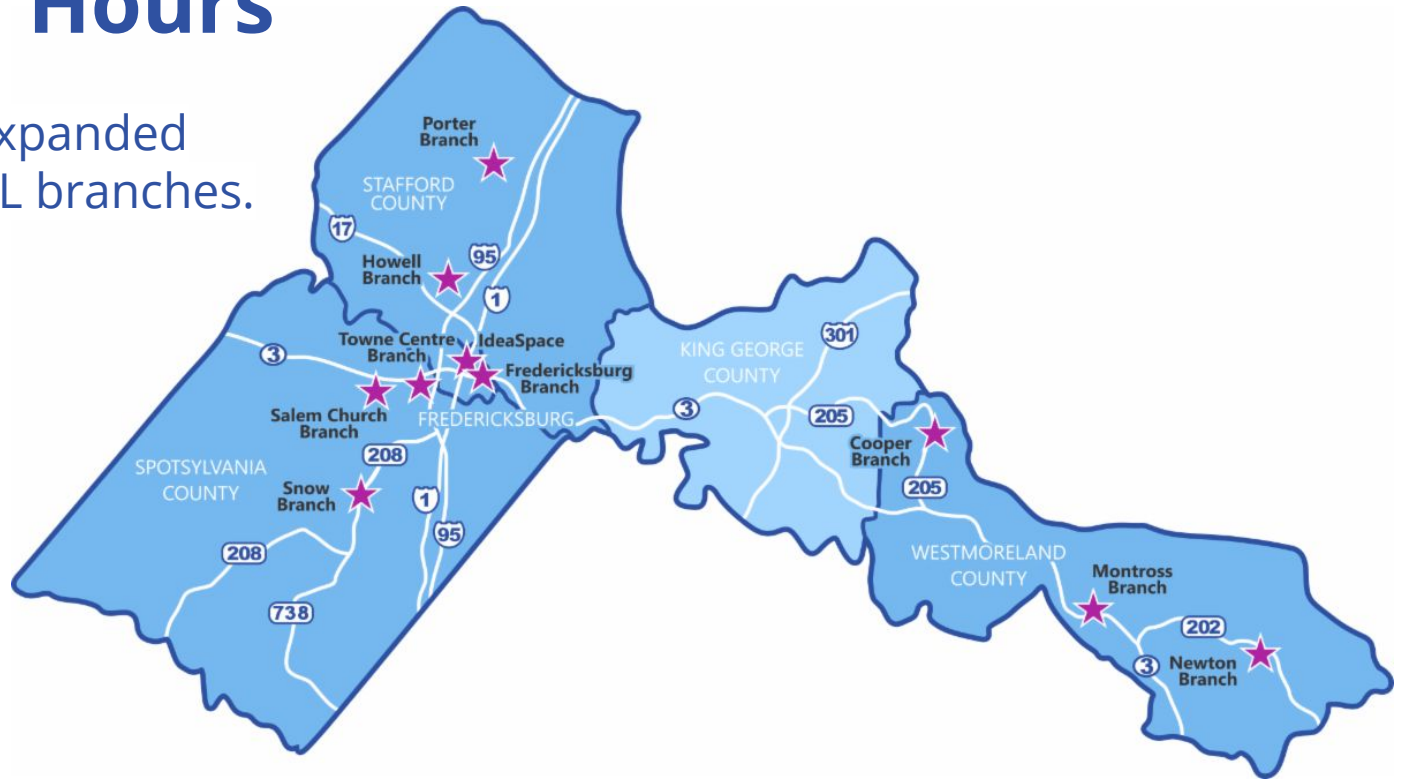 Hours
xpanded
L branches.
Porter
Branch
STAFFORD
COUNTY
17
Howell
Branch
95
1
Towne Centre
Branch
IdeaSpace
3
Fredericksburg
Branch
Salem Church
Branch
FREDERICKSBURG
208
SPOTSYLVANIA
COUNTY
Snow
Branch
1
95
208
738
301
KING GEORGE
COUNTY
3
205
Cooper
Branch
205
WESTMORELAND
COUNTY
Montross
Branch
202
3
Newton
Branch